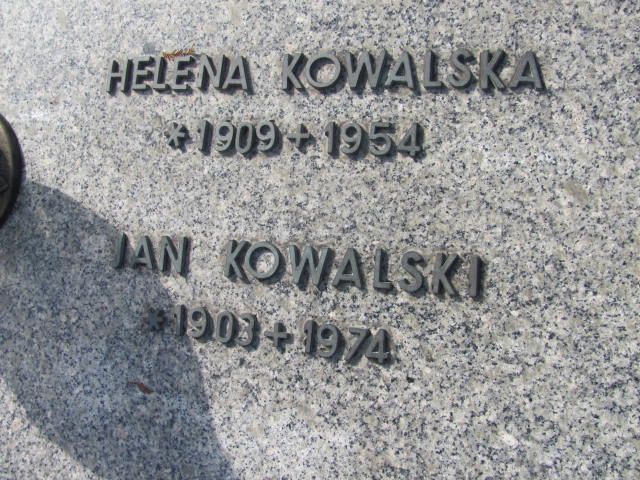 HELENA KOWALSKA
*1909+1954
JAN KOWALSKI
*1903+1974